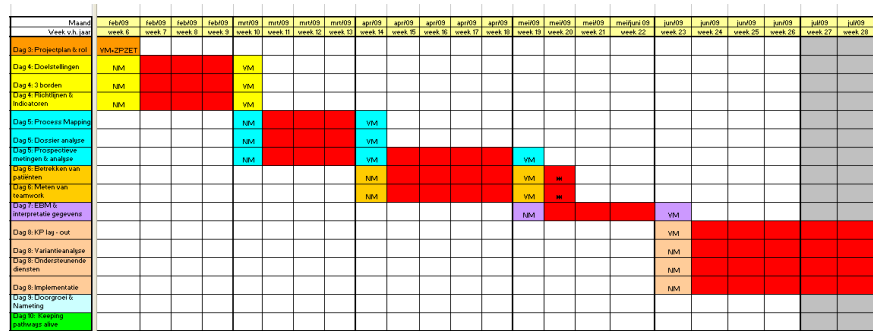 Maand feb/09 feb/09 feb/09 feb/09 mrt/09 mrt/09 mrt/09 mrt/09 apr/09 apr/09 apr/09 apr/09 apr/09 mei/09 mei/09 mei/09 mei/juni 09 jun/09 jun/09 jun/09 jun/09 jul/09 jul/09
Week v.h. jaar week 6 week 7 week 8 week 9 week 10 week 11 week 12 week 13 week 14 week 15 week 16 week 17 week 18 week 19 week 20 week 21 week 22 week 23 week 24 week 25 week 26 week 27 week 28
Dag 3: Projectplan & rol VM+ZPZET
Dag 4: Doelstellingen NM VM
Dag 4: 3 borden NM VM
Dag 4: Richtlijnen &
Indicatoren NM VM
Dag 5: Process Mapping NM VM
Dag 5: Dossier analyse NM VM
Dag 5: Prospectieve
metingen & analyse NM VM VM
Dag 6: Betrekken van
patiënten NM VM
Dag 6: Meten van
teamwork NM VM
Dag 7: EBM &
interpretatie gegevens NM VM
Dag 8: KP lay - out VM
Dag 8: Variantieanalyse NM
Dag 8: Ondersteunende
diensten NM
Dag 8: Implementatie NM
Dag 9: Doorgroei &
Nameting
Dag 10: Keeping
pathways alive